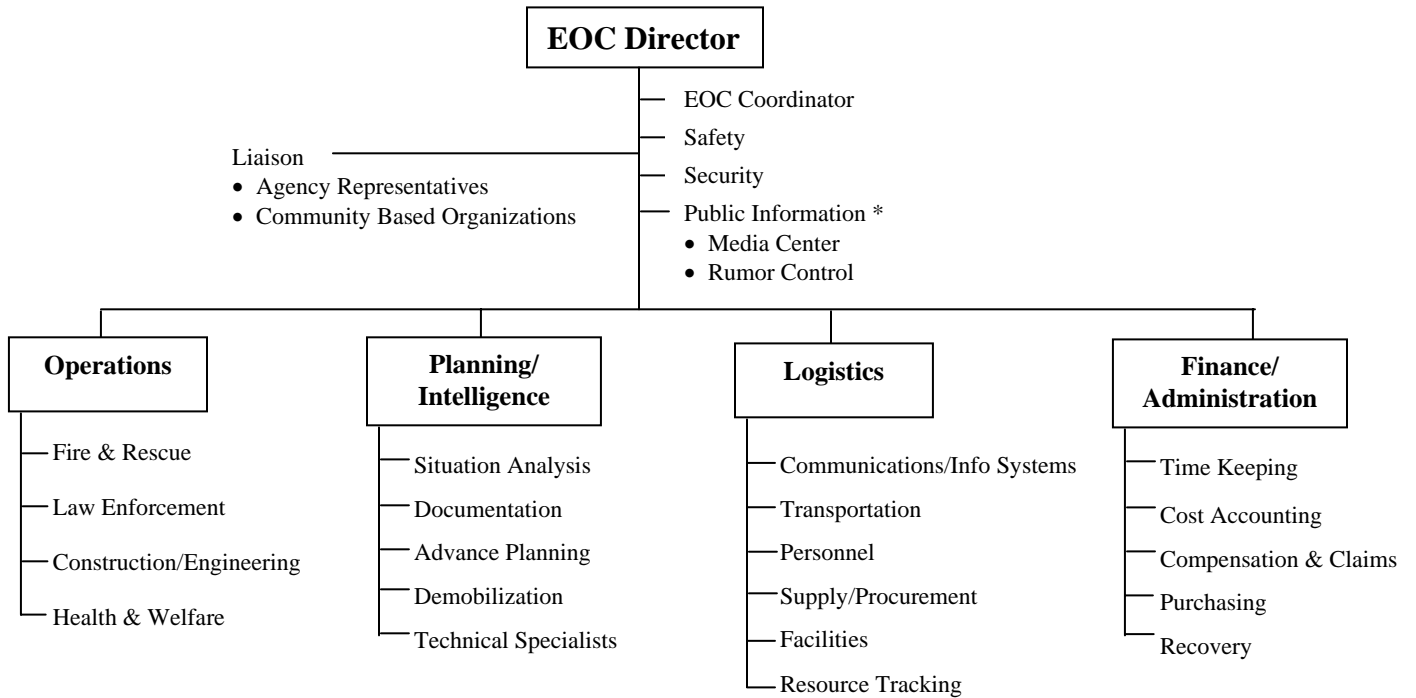 EOC Director
EOC Coordinator
Safety
Security
Public Information *
• Media Center
• Rumor Control
Liaison
• Agency Representatives
• Community Based Organizations
Operations
Fire & Rescue
Law Enforcement
Construction/Engineering
Health & Welfare
Planning/
Intelligence
Situation Analysis
Documentation
Advance Planning
Demobilization
Technical Specialists
Logistics
Communications/Info Systems
Transportation
Personnel
Supply/Procurement
Facilities
Resource Tracking
Finance/
Administration
Time Keeping
Cost Accounting
Compensation & Claims
Purchasing
Recovery